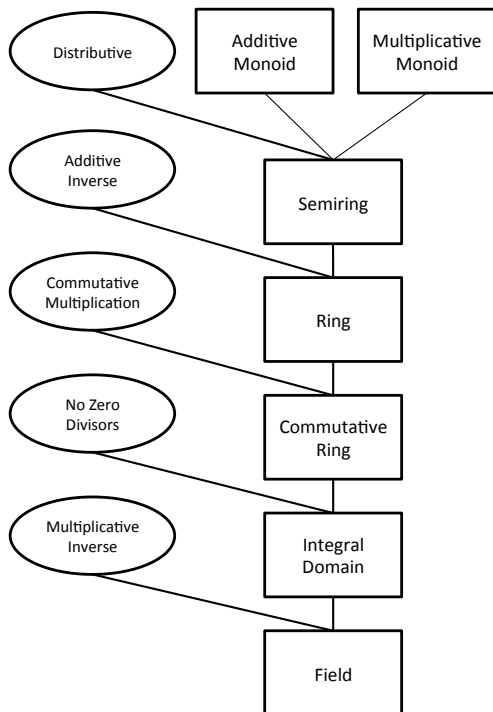 Distributive
Additive
Monoid
Multiplicative
Monoid
Additive
Inverse
Semiring
Commutative
Multiplication
Ring
No Zero
Divisors
Commutative
Ring
Multiplicative
Inverse
Integral
Domain
Field